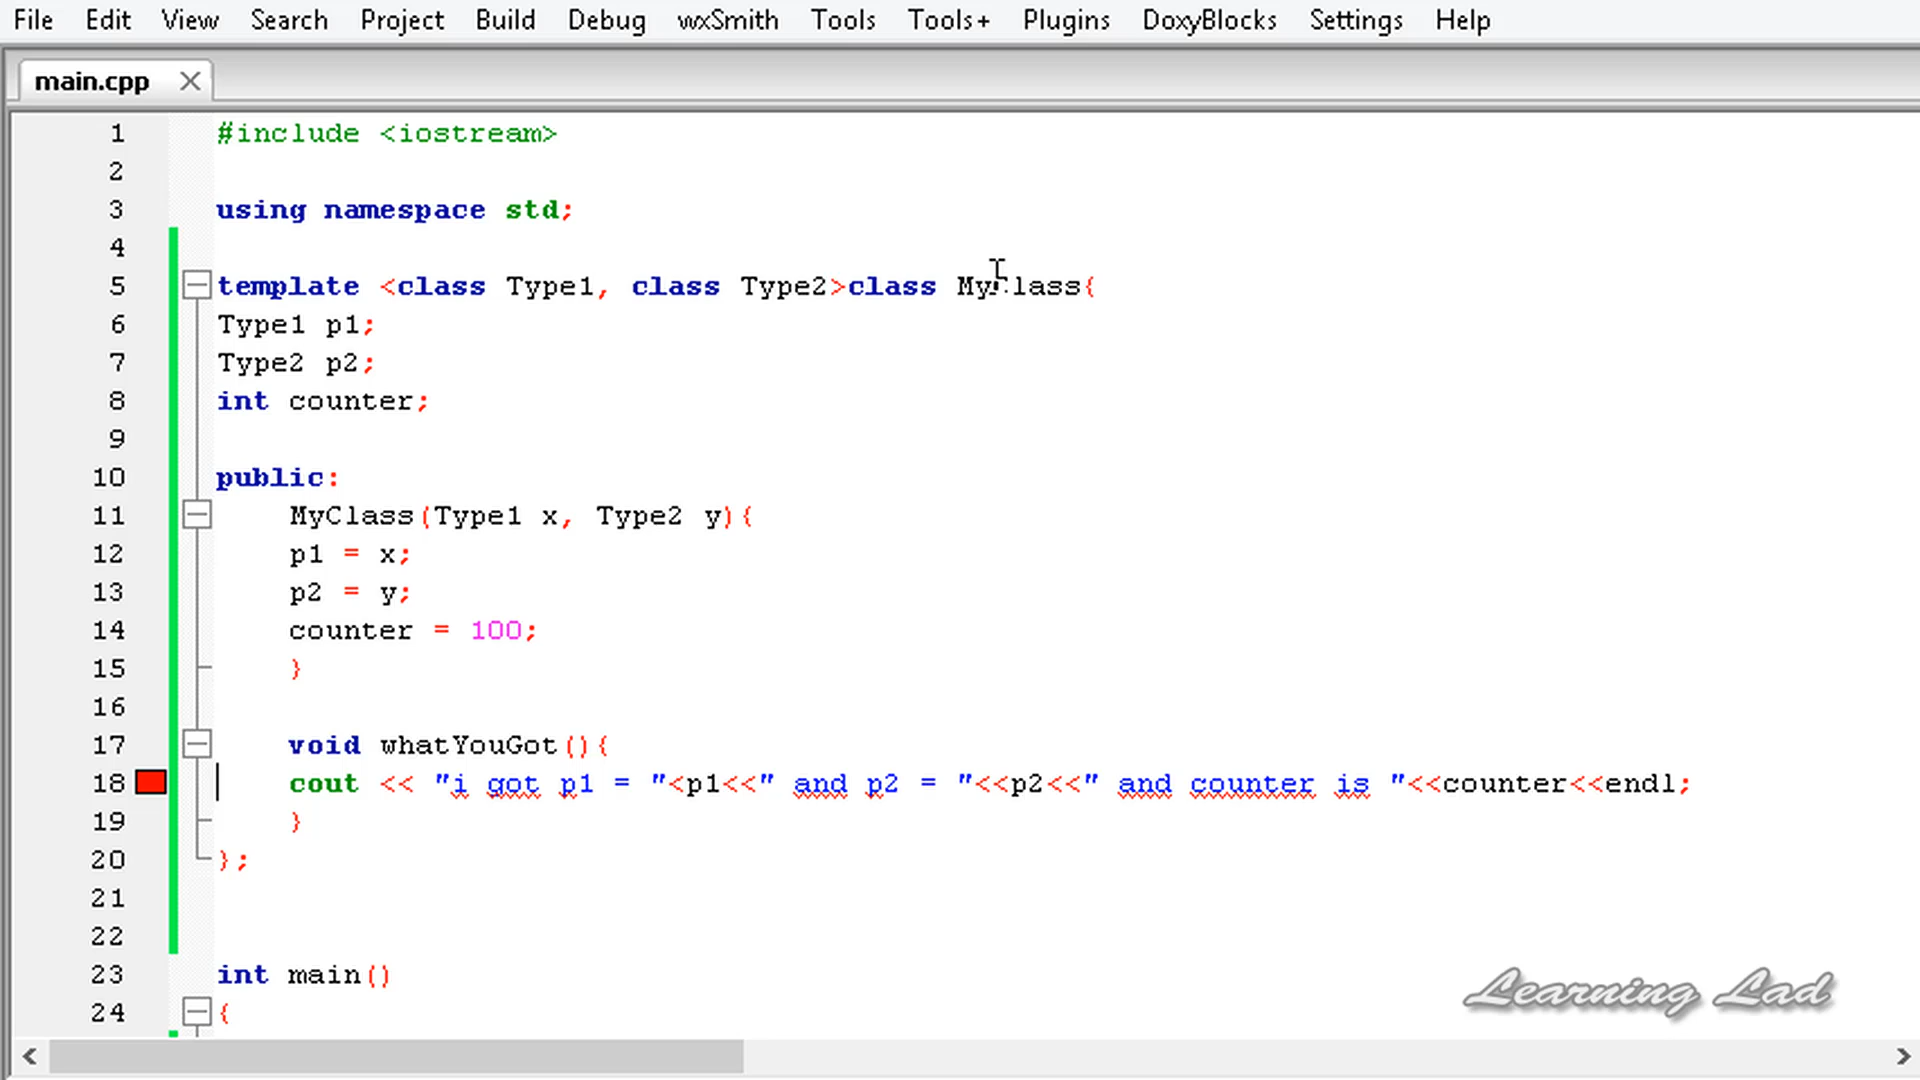 File Edit View Search Project Build Debug wxSmith Tools Tools+ Plugins DoxyBlocks Settings Help
main.cpp
1 #include <iostream>
2
3 using namespace std;
4
5 template <class Type1, class Type2>class MyClass{
6 Type1 p1;
7 Type2 p2;
8 int counter;
9
10 public:
11 MyClass(Type1 x, Type2 y){
12 p1 = x;
13 p2 = y;
14 counter = 100;
15 }
16
17 void whatYouGot(){
18 cout << "i got p1 = "<p1<<" and p2 = "<<p2<<" and counter is "<<counter<<endl;
19 }
20 };
21
22
23 int main()
24 {
Learning Lad